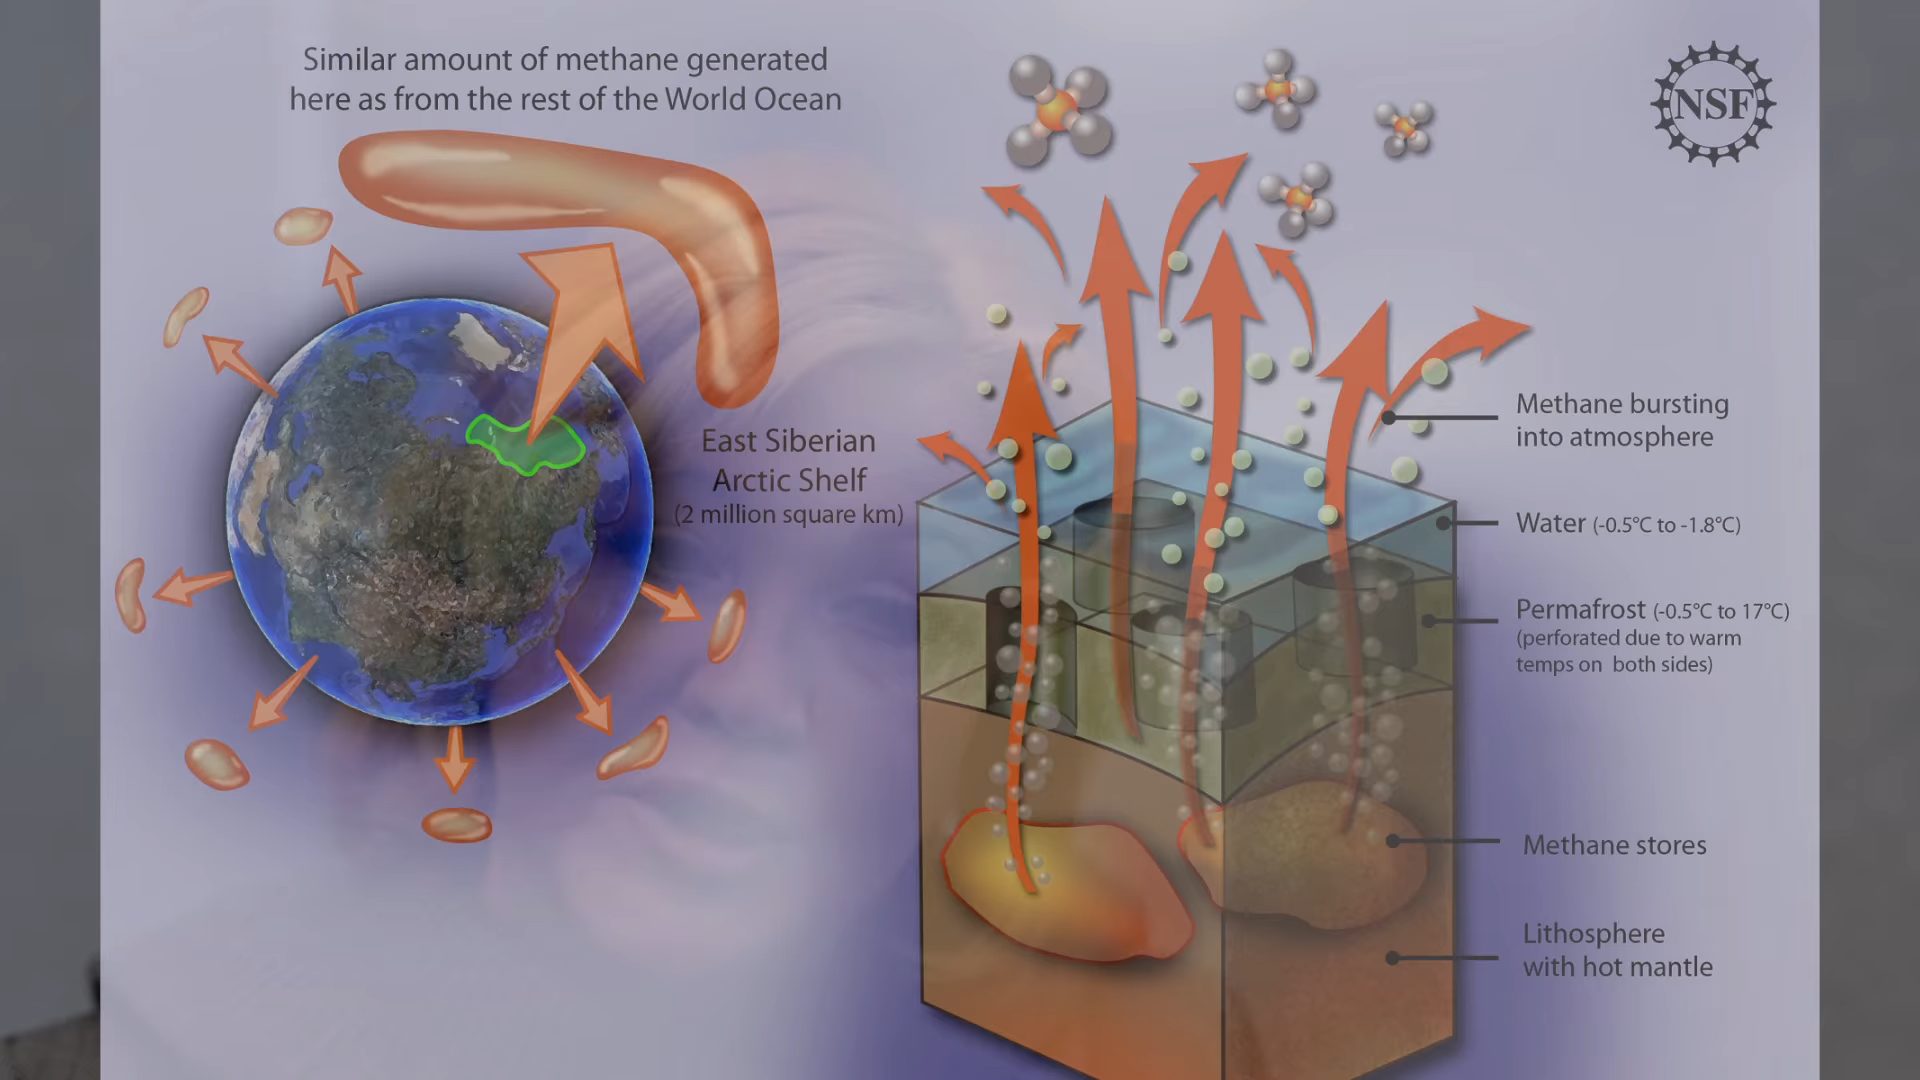 Similar amount of methane generated
here as from the rest of the World Ocean
NSF
East Siberian
Arctic Shelf
(2 million square km)
Methane bursting
into atmosphere
Water (-0.5°C to -1.8°C)
Permafrost (-0.5°C to 17°C)
(perforated due to warm
temps on both sides)
Methane stores
Lithosphere
with hot mantle